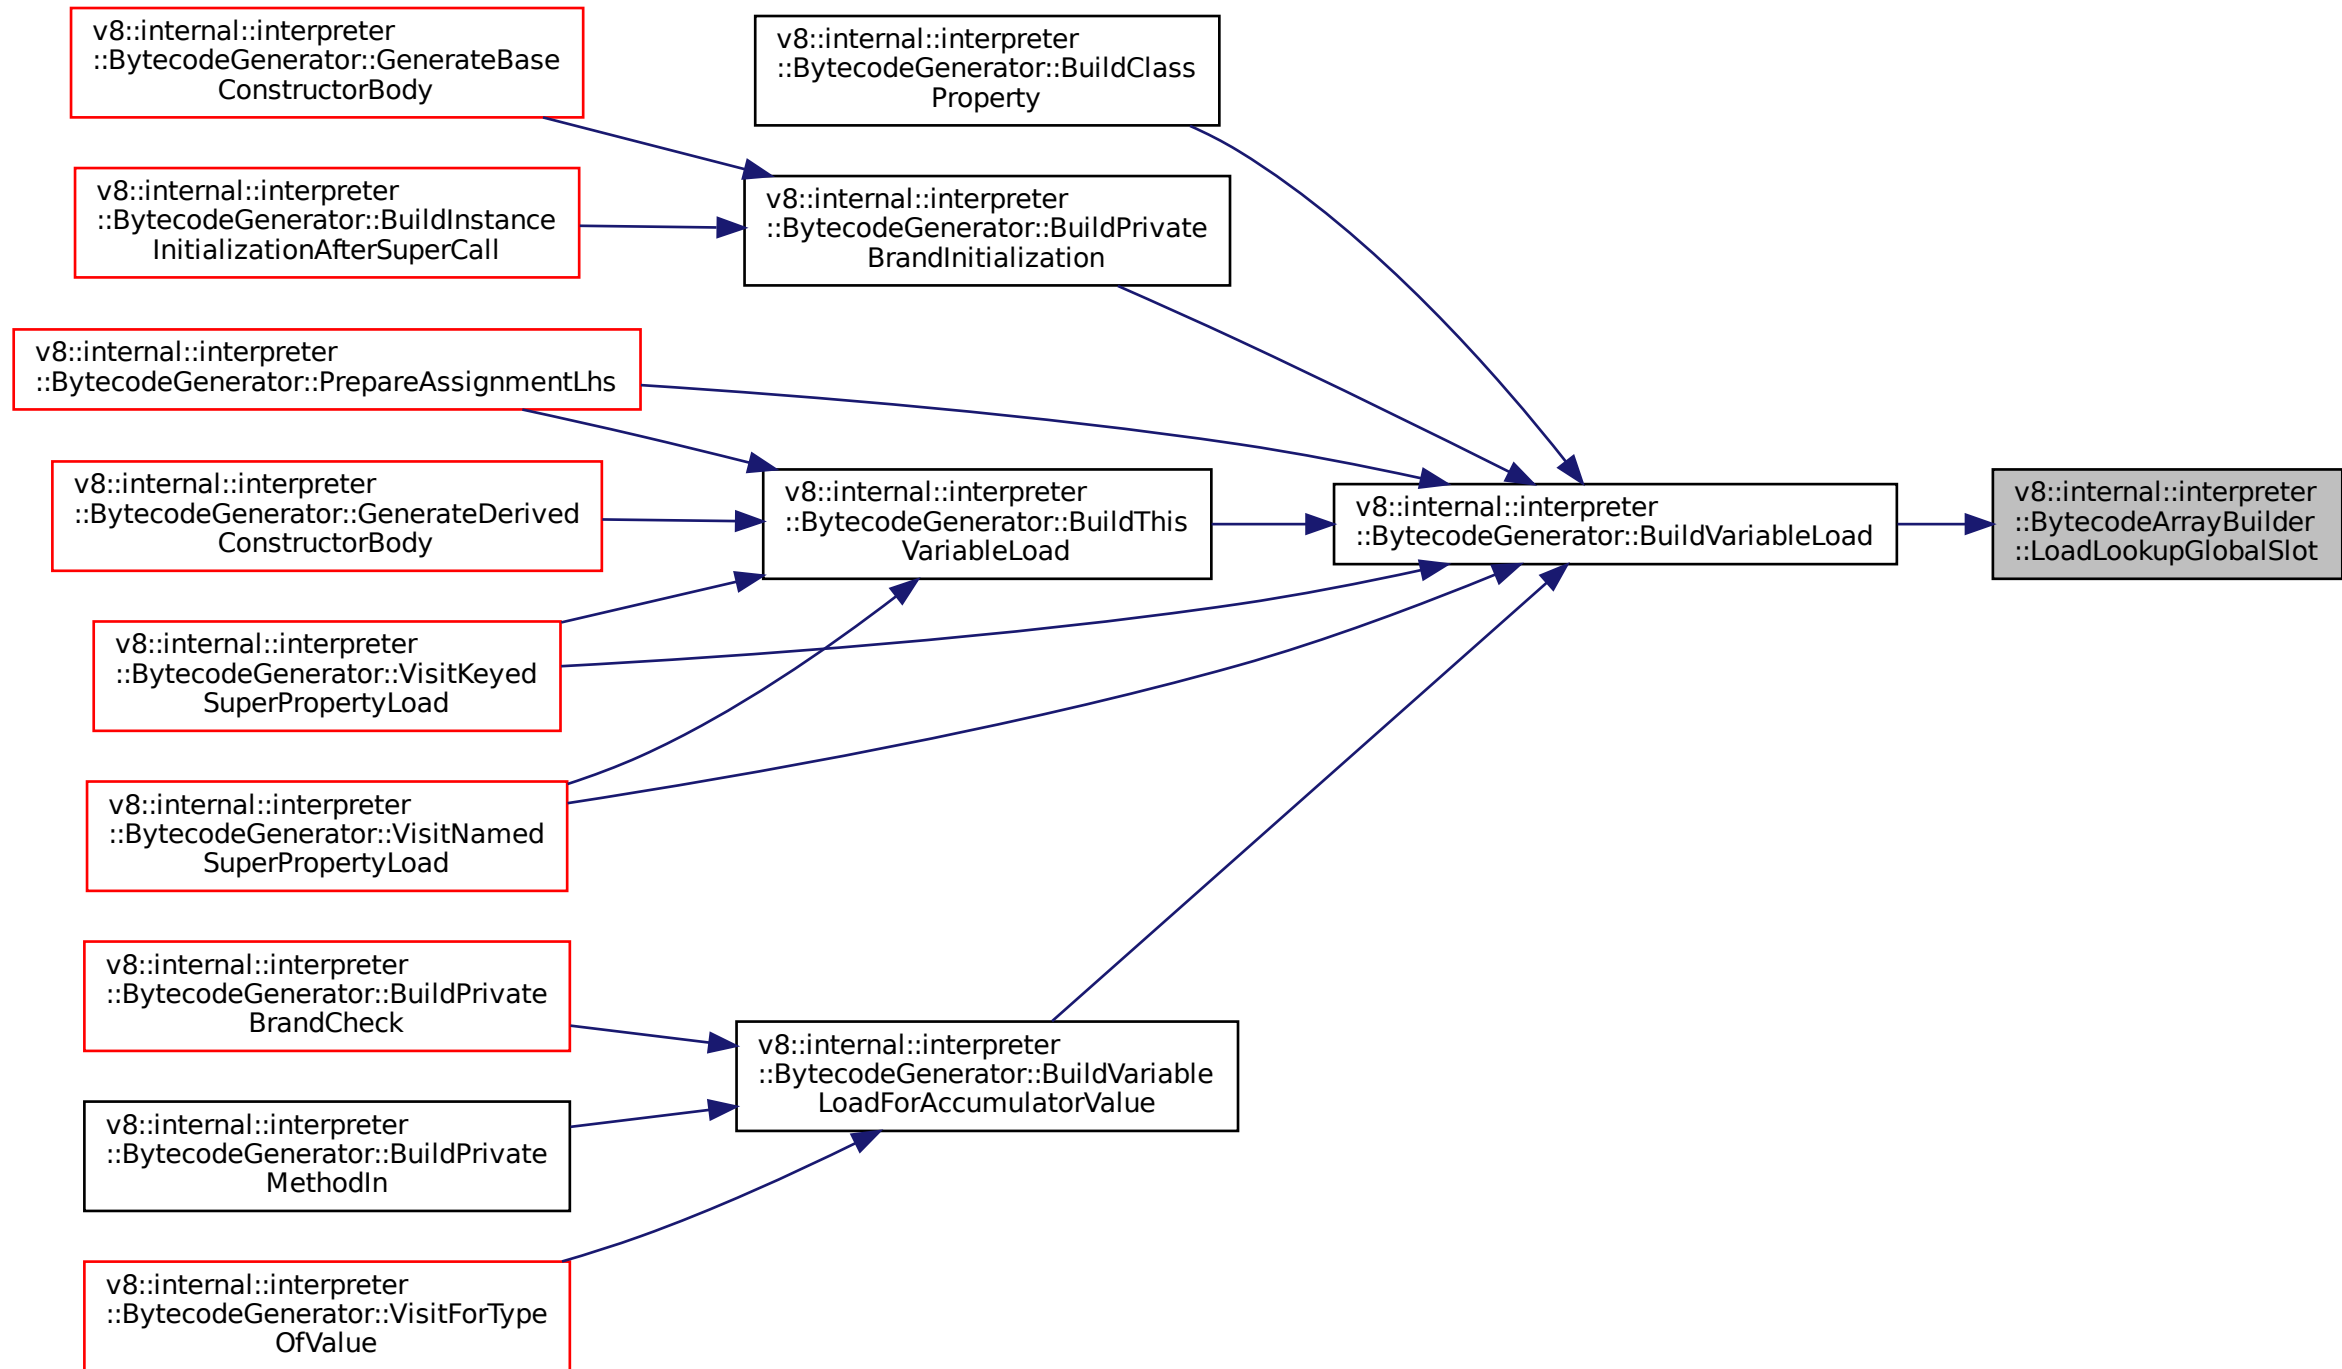 v8::internal::interpreter
::BytecodeGenerator::GenerateBase
ConstructorBody
v8::internal::interpreter
::BytecodeGenerator::BuildClass
Property
v8::internal::interpreter
::BytecodeGenerator::BuildInstance
InitializationAfterSuperCall
v8::internal::interpreter
::BytecodeGenerator::BuildPrivate
BrandInitialization
v8::internal::interpreter
::BytecodeGenerator::PrepareAssignmentLhs
v8::internal::interpreter
::BytecodeGenerator::GenerateDerived
ConstructorBody
v8::internal::interpreter
::BytecodeGenerator::BuildThis
VariableLoad
v8::internal::interpreter
::BytecodeGenerator::BuildVariableLoad
v8::internal::interpreter
::BytecodeArrayBuilder
::LoadLookupGlobalSlot
v8::internal::interpreter
::BytecodeGenerator::VisitKeyed
SuperPropertyLoad
v8::internal::interpreter
::BytecodeGenerator::VisitNamed
SuperPropertyLoad
v8::internal::interpreter
::BytecodeGenerator::BuildPrivate
BrandCheck
v8::internal::interpreter
::BytecodeGenerator::BuildVariable
LoadForAccumulatorValue
v8::internal::interpreter
::BytecodeGenerator::BuildPrivate
MethodIn
v8::internal::interpreter
::BytecodeGenerator::VisitForType
OfValue